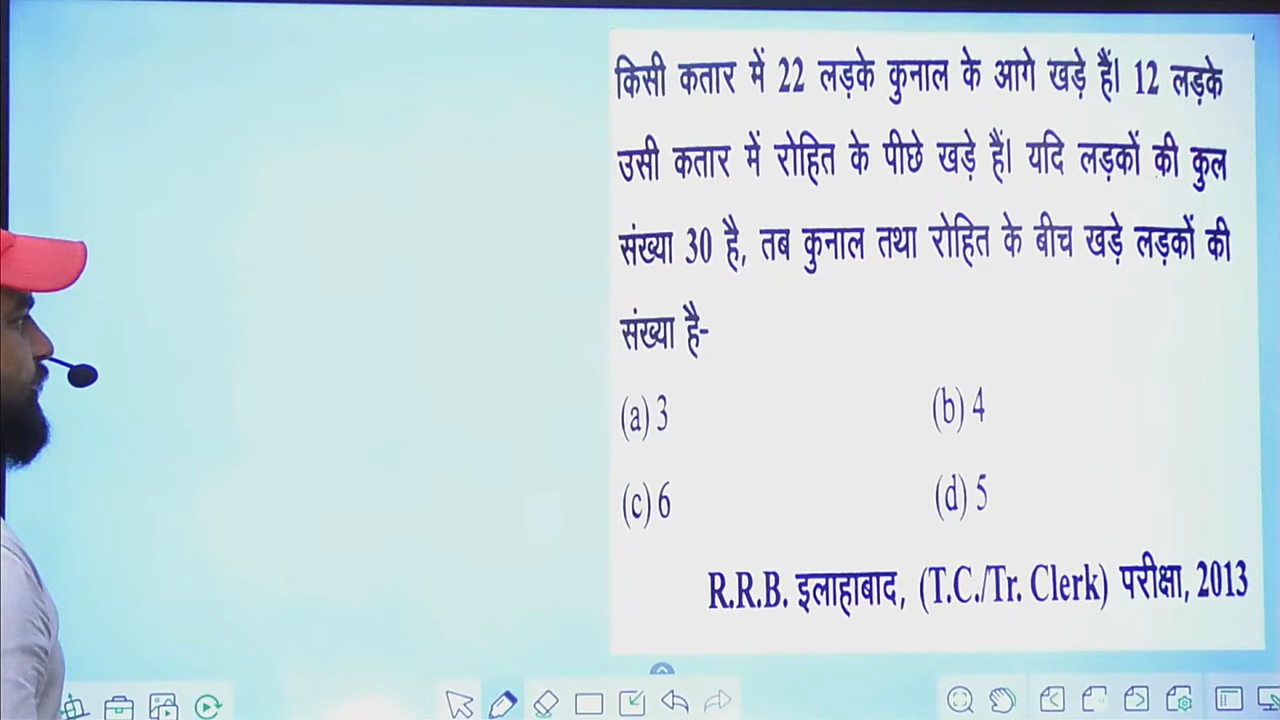 किसी कतार में 22 लड़के कुनाल के आगे खड़े हैं। 12 लड़के
उसी कतार में रोहित के पीछे खड़े हैं। यदि लड़कों की कुल
संख्या 30 है, तब कुनाल तथा रोहित के बीच खड़े लड़कों की
संख्या है-
(a) 3 (b) 4
(c) 6 (d) 5
R.R.B. इलाहाबाद, (T.C./Tr. Clerk) परीक्षा, 2013